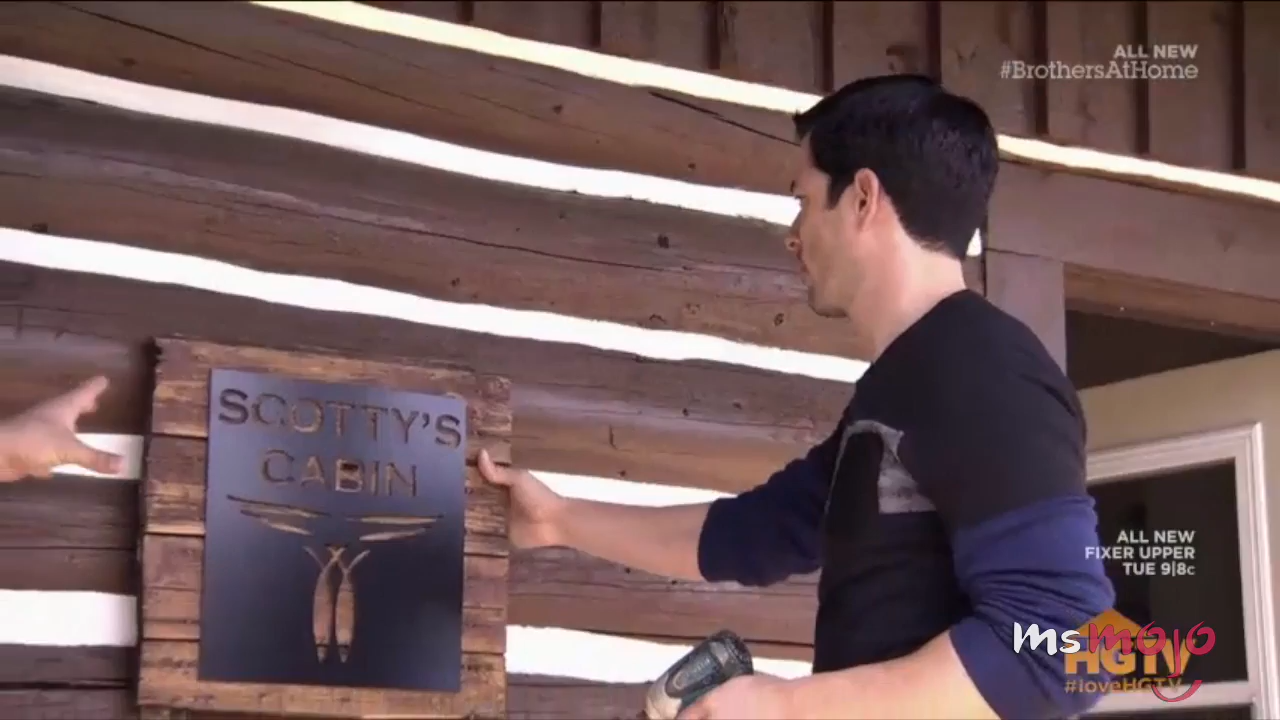 ALL NEW
#BrothersAtHome
SCOTTY'S
CABIN
ALL NEW
FIXER UPPER
TUE 9|8c
MsMojo
HGTV
#loveHGTV